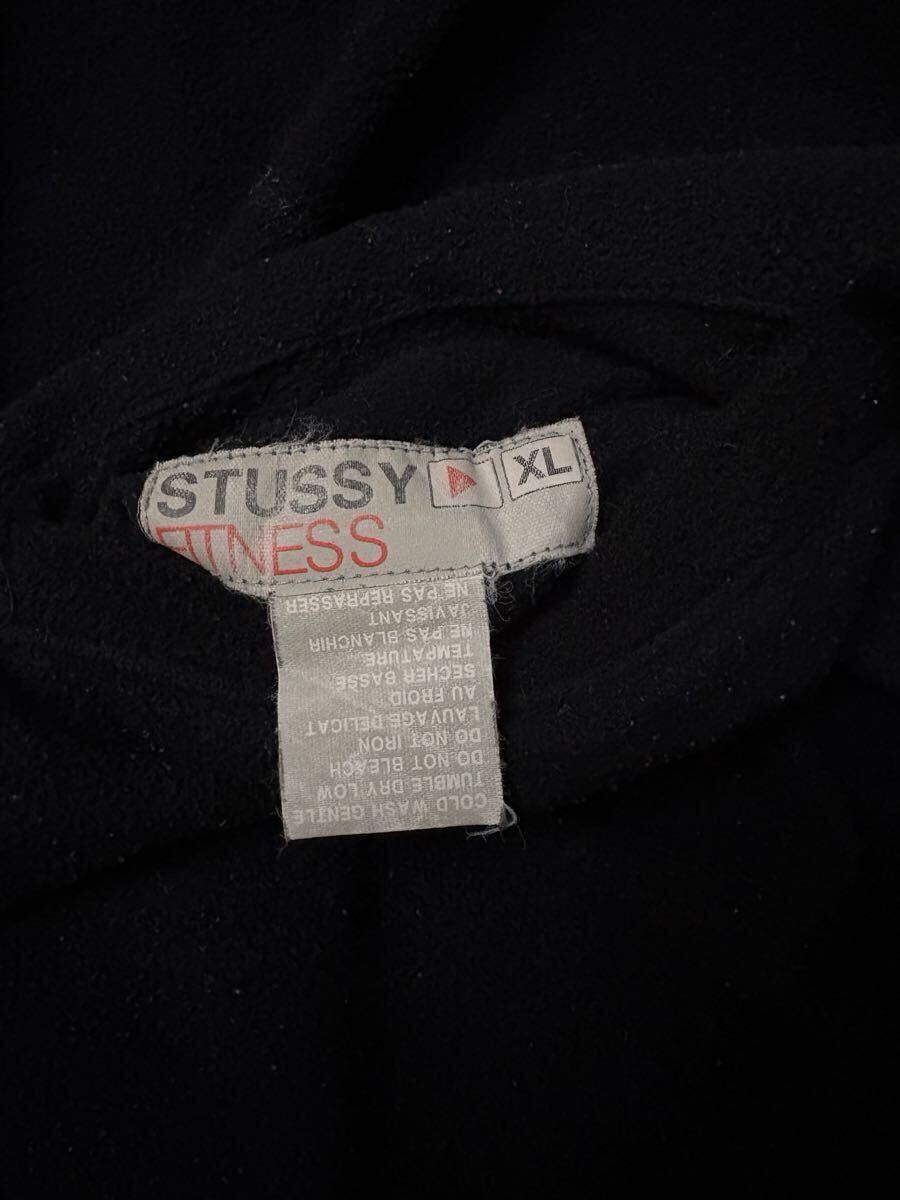 STUSSY
XL
FITNESS
COLD WASH GENTLE
TUMBLE DRY LOW
DO NOT BLEACH
DO NOT IRON
LAUVAGE DELICAT
AU FROID
SECHER BASSE
TEMPATURE
NE PAS BLANCHIR
JAVISSANT
NE PAS REPRASSER